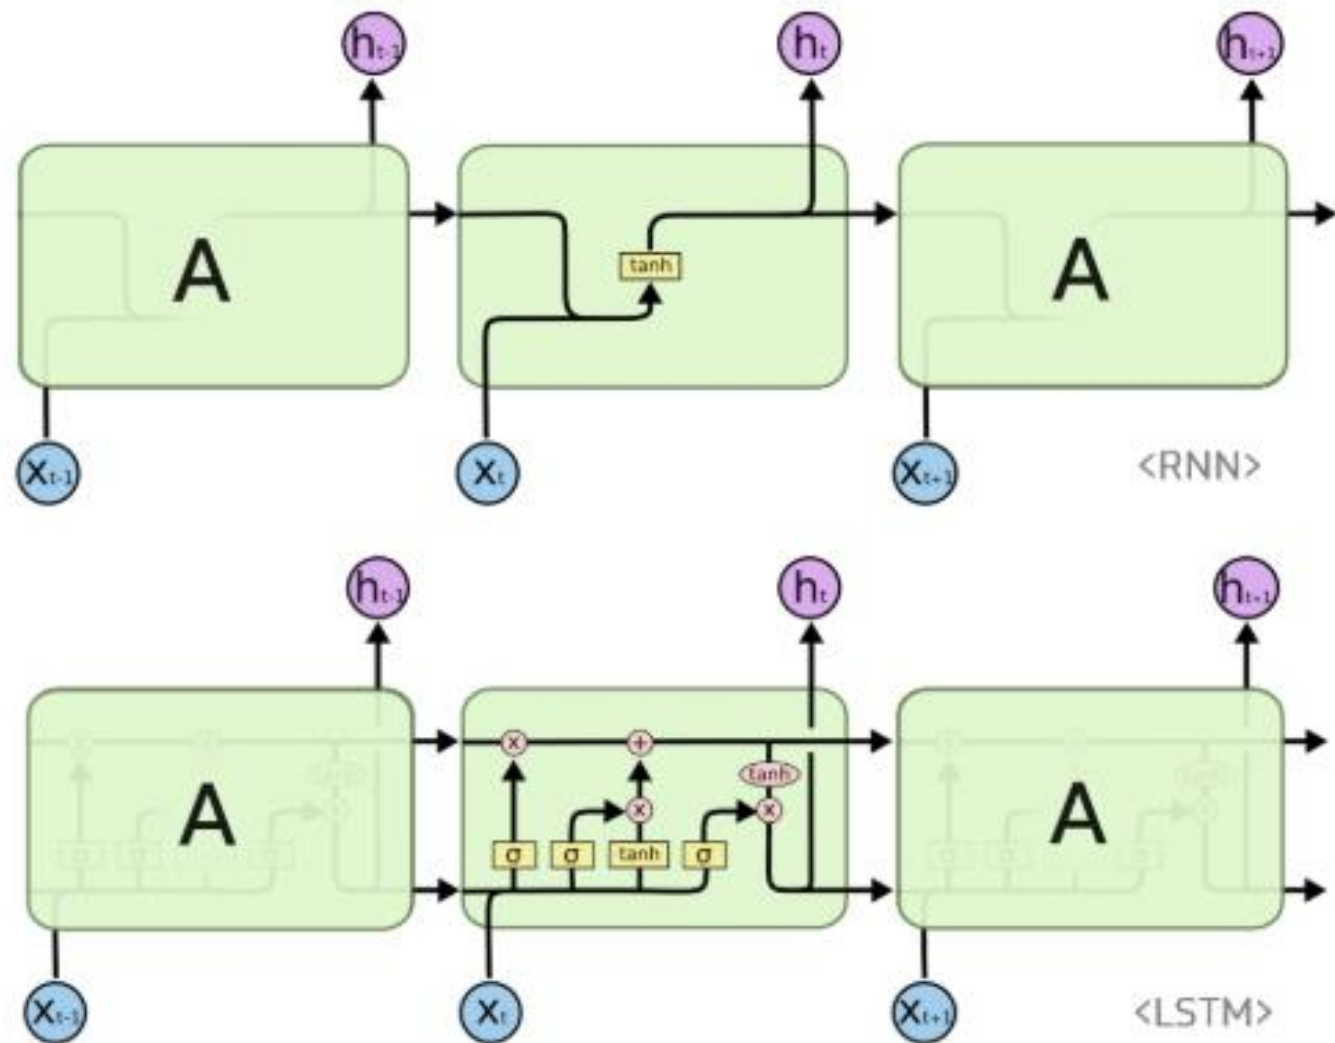 ht-1 ht ht+1
A A
tanh
xt-1 xt xt+1
<RNN>
ht-1 ht ht+1
x + tanh
A x x A
σ σ tanh σ
xt-1 xt xt+1
<LSTM>